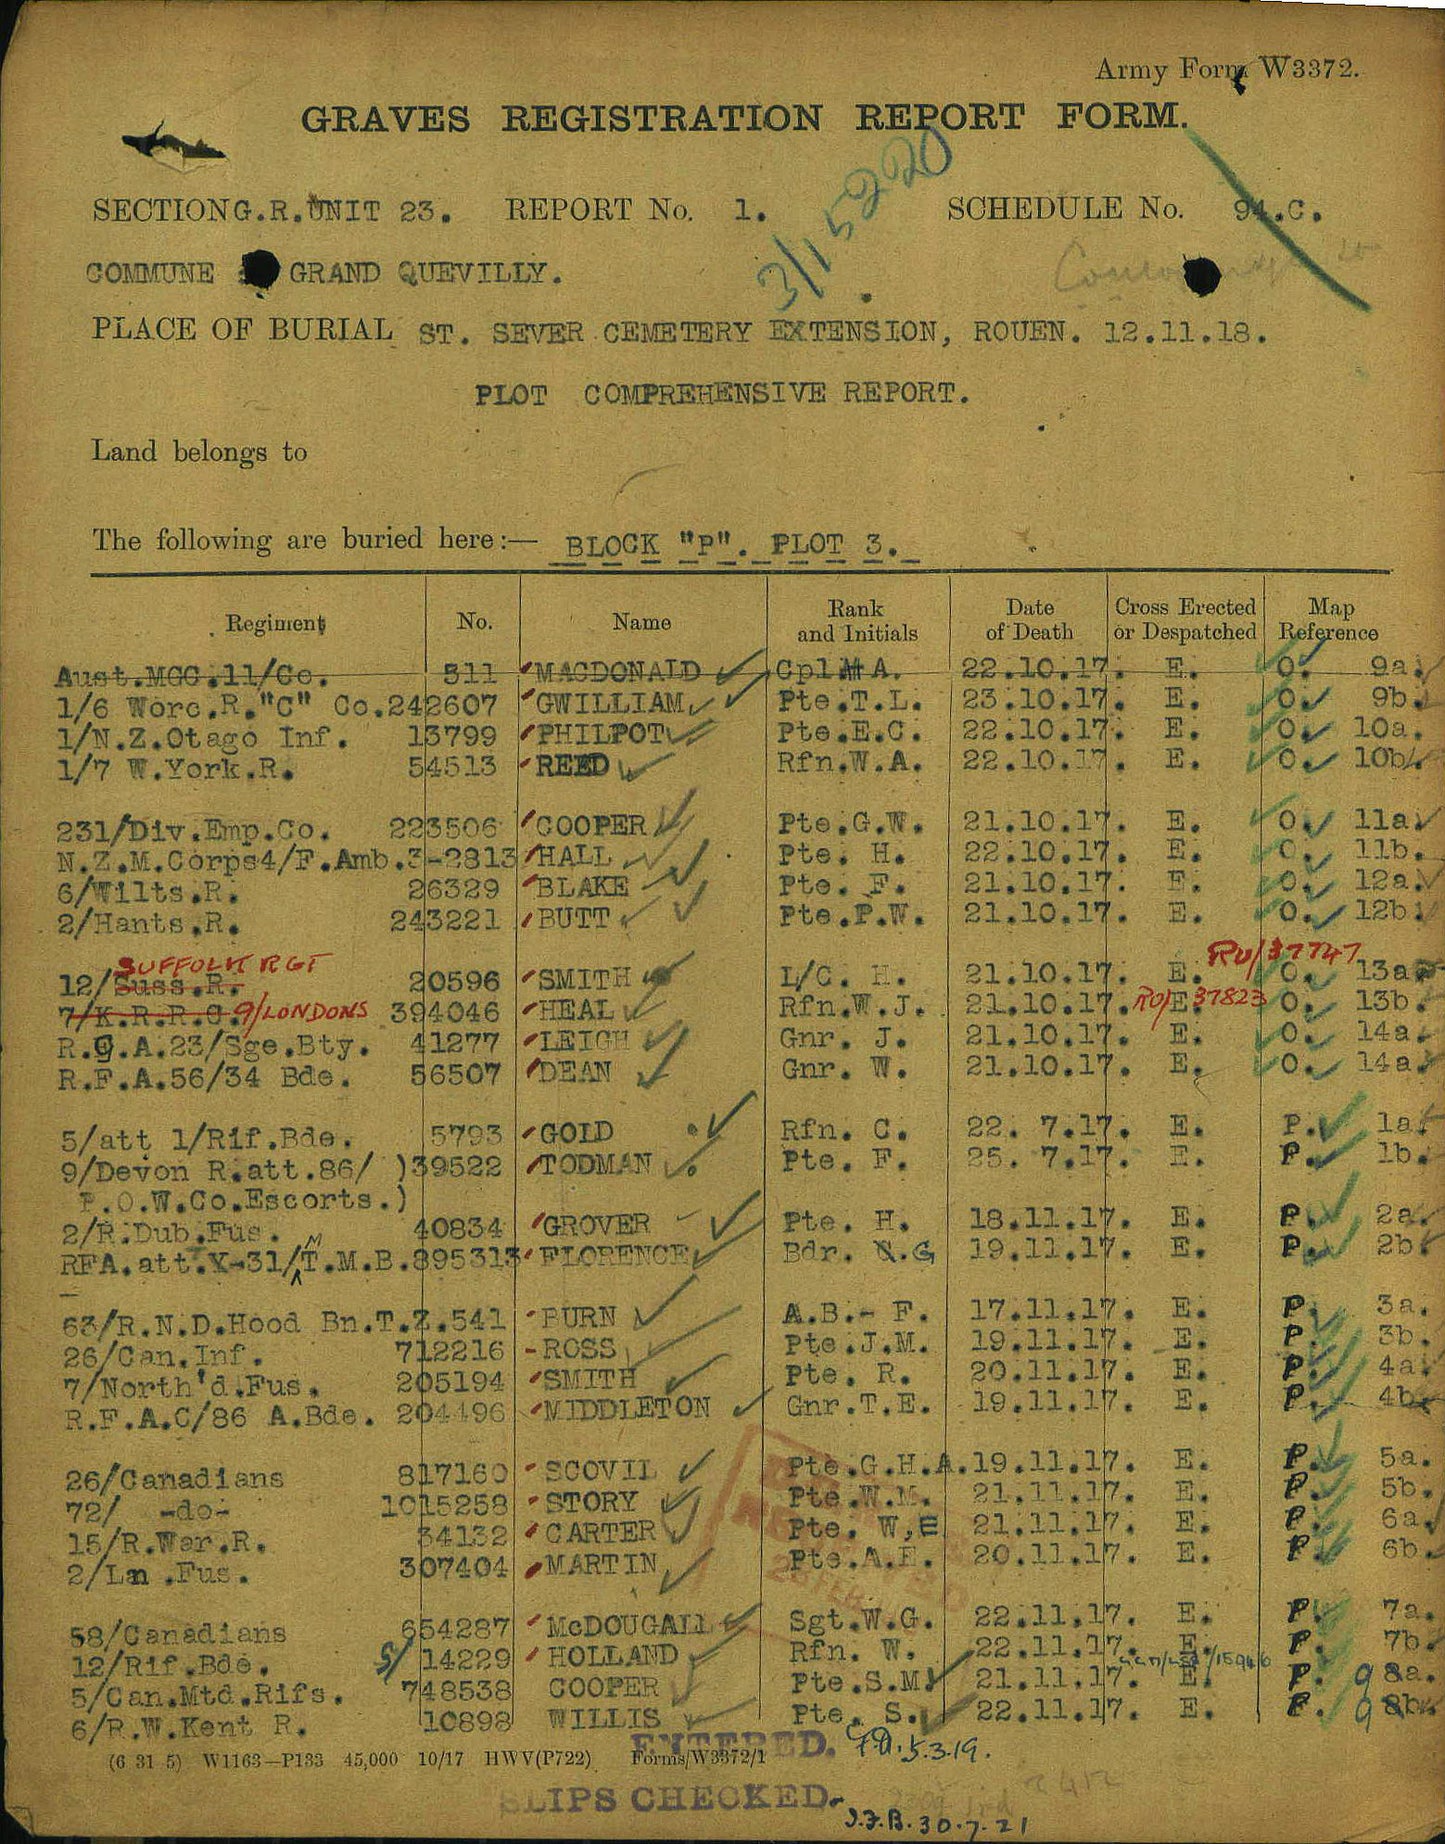 Army Form W3372.
GRAVES REGISTRATION REPORT FORM.
3/15220
SECTION G.R.UNIT 23. REPORT No. 1. SCHEDULE No. 94.C.
COMMUNE GRAND QUEVILLY.
PLACE OF BURIAL ST. SEVER CEMETERY EXTENSION, ROUEN. 12.11.18.
PLOT COMPREHENSIVE REPORT.
Land belongs to
The following are buried here:— BLOCK "P". PLOT 3.
Regiment No. Name Rank and Initials Date of Death Cross Erected or Despatched Map Reference
Aust.MGC.11/Co. 511 MACDONALD Cpl A. 22.10.17. E. O. 9a.
1/6 Worc.R."C" Co. 242607 GWILLIAM Pte.T.L. 23.10.17. E. O. 9b.
1/N.Z.Otago Inf. 13799 PHILPOT Pte.E.C. 22.10.17. E. O. 10a.
1/7 W.York.R. 54513 REED Rfn.W.A. 22.10.17. E. O. 10b.
231/Div.Emp.Co. 223506 COOPER Pte.G.W. 21.10.17. E. O. 11a.
N.Z.M.Corps4/F.Amb. 3-2813 HALL Pte. H. 22.10.17. E. O. 11b.
6/Wilts.R. 26329 BLAKE Pte. F. 21.10.17. E. O. 12a.
2/Hants.R. 243221 BUTT Pte.P.W. 21.10.17. E. O. 12b.
SUFFOLK RGT RO/37747
12/Suss.R. 20596 SMITH L/C. H. 21.10.17. E. O. 13a
7/K.R.R.C. 9/LONDONS 394046 HEAL Rfn.W.J. 21.10.17. RO/E.37823 O. 13b.
R.G.A.23/Sge.Bty. 41277 LEIGH Gnr. J. 21.10.17. E. O. 14a.
R.F.A.56/34 Bde. 56507 DEAN Gnr. W. 21.10.17. E. O. 14a.
5/att 1/Rif.Bde. 5793 GOLD Rfn. C. 22. 7.17. E. P. 1a.
9/Devon R.att.86/ ) 39522 TODMAN Pte. F. 25. 7.17. E. P. 1b.
P.O.W.Co.Escorts.)
2/R.Dub.Fus. 40834 GROVER Pte. H. 18.11.17. E. P. 2a.
RFA.att.X-31/M T.M.B. 895313 FLORENCE Bdr. G 19.11.17. E. P. 2b.
63/R.N.D.Hood Bn.T.Z.541 BURN A.B.- F. 17.11.17. E. P. 3a.
26/Can.Inf. 712216 ROSS Pte.J.M. 19.11.17. E. P. 3b.
7/North'd.Fus. 205194 SMITH Pte. R. 20.11.17. E. P. 4a.
R.F.A.C/86 A.Bde. 204496 MIDDLETON Gnr.T.E. 19.11.17. E. P. 4b.
26/Canadians 817160 SCOVIL Pte.G.H.A. 19.11.17. E. P. 5a.
72/ -do- 1015258 STORY Pte.W.M. 21.11.17. E. P. 5b.
15/R.War.R. 34132 CARTER Pte. W,E 21.11.17. E. P. 6a.
2/Ln .Fus. 307404 MARTIN Pte.A.E. 20.11.17. E. P. 6b.
58/Canadians 654287 McDOUGALL Sgt.W.G. 22.11.17. E. P. 7a.
12/Rif.Bde. S/ 14229 HOLLAND Rfn. W. 22.11.17. E. P. 7b.
5/Can.Mtd.Rifs. 748538 COOPER Pte.S.M. 21.11.17. E. P. 9 8a.
6/R.W.Kent R. 10898 WILLIS Pte. S. 22.11.17. E. P. 9 8b.
(6 31 5) W1163—P133 45,000 10/17 HWV(P722) Forms/W3372/1
ENTERED. 5.3.19.
SLIPS CHECKED. J.F.B. 30.7.21